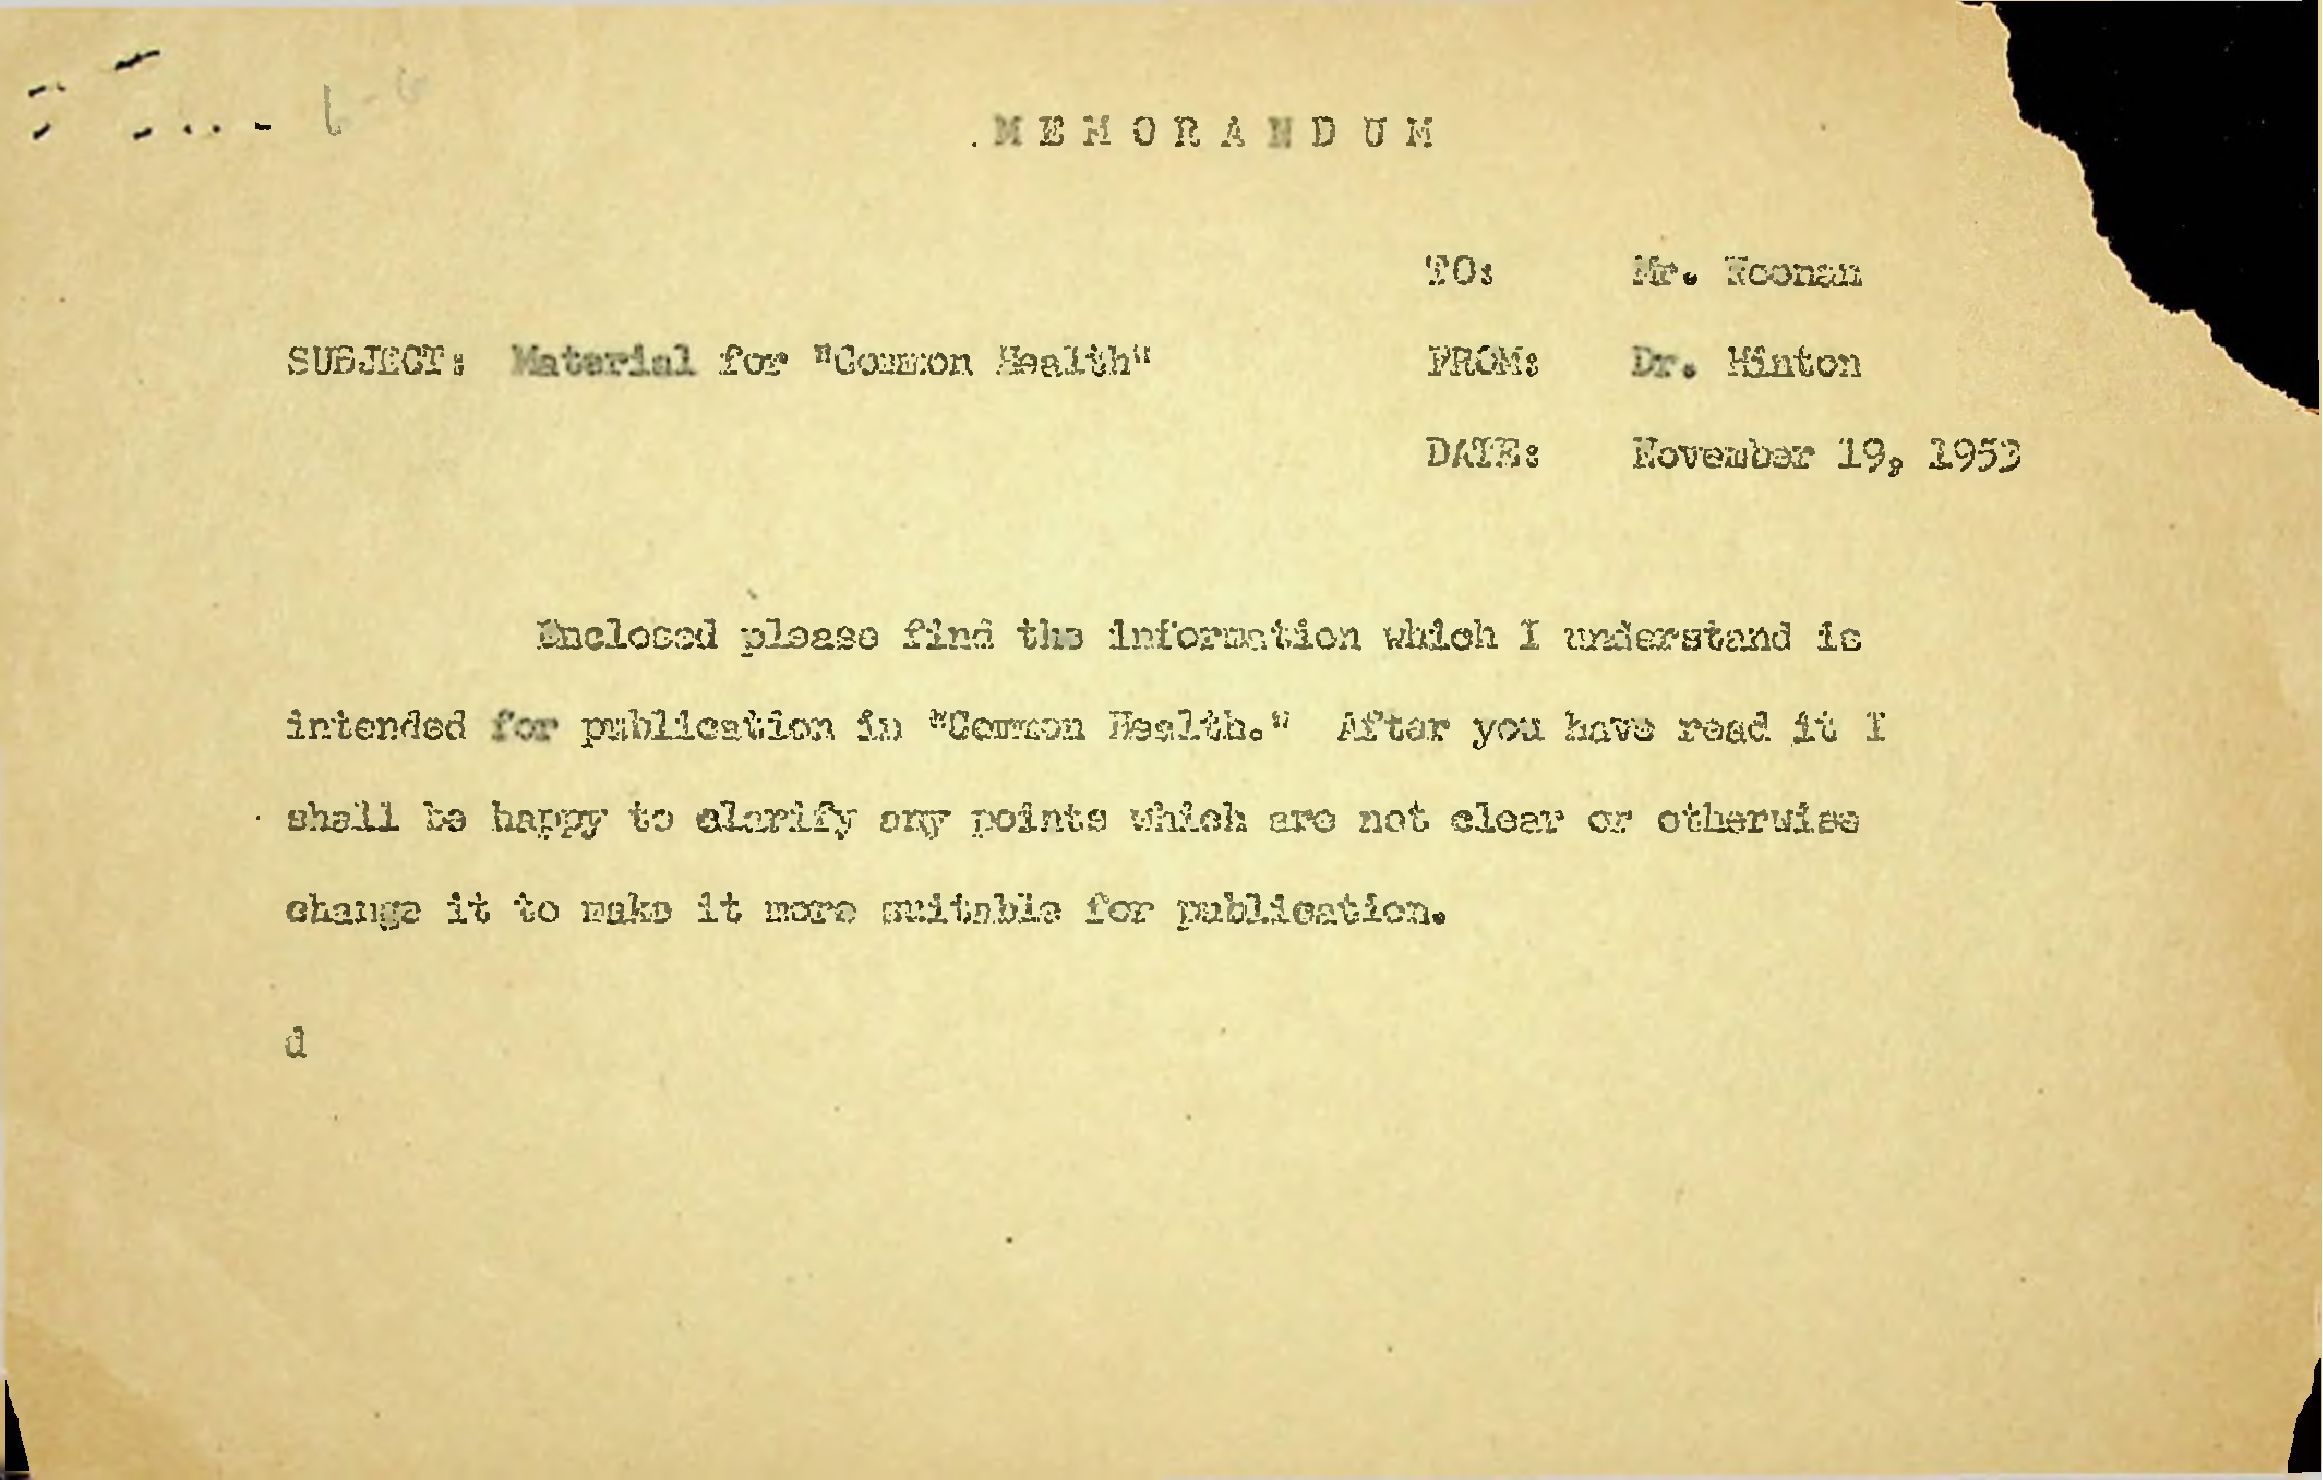 MEMORANDUM
TO: Mr. Noonan
SUBJECT: Material for "Common Health" FROM: Dr. Hinton
DATE: November 19, 1953
Enclosed please find the information which I understand is
intended for publication in "Common Health." After you have read it I
shall be happy to clarify any points which are not clear or otherwise
change it to make it more suitable for publication.
d